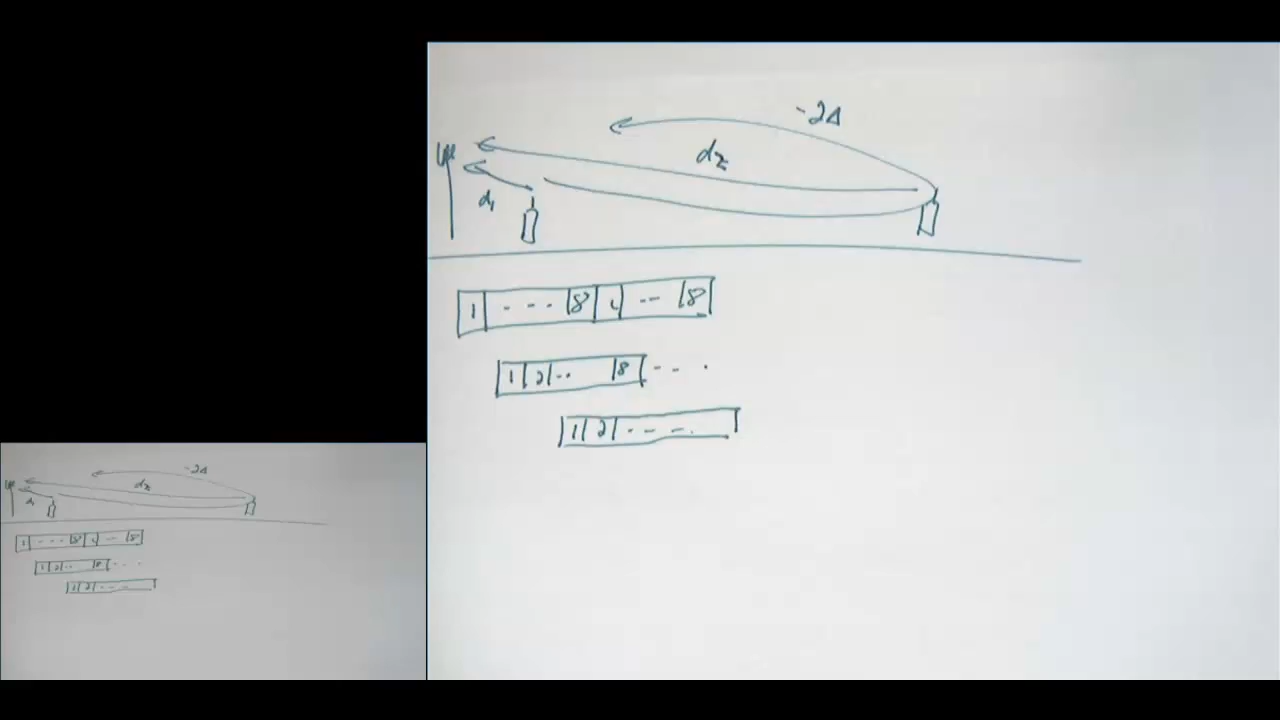 -2Δ
d2
d1
1 - - - 8 1 -- 8
1 2 .. 8 -- .
1 2 - - - .